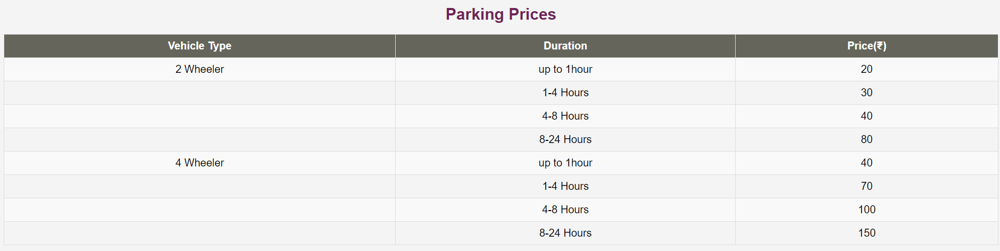 Parking Prices
Vehicle Type Duration Price(₹)
2 Wheeler up to 1hour 20
1-4 Hours 30
4-8 Hours 40
8-24 Hours 80
4 Wheeler up to 1hour 40
1-4 Hours 70
4-8 Hours 100
8-24 Hours 150